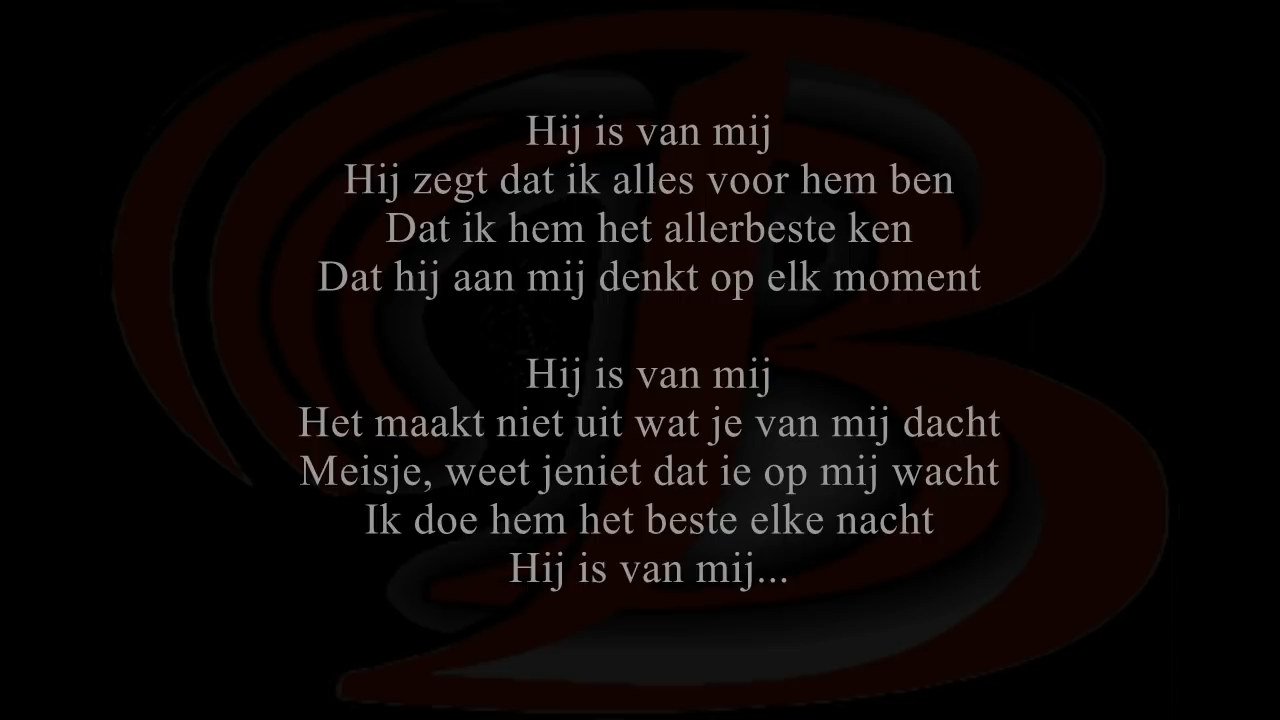 Hij is van mij
Hij zegt dat ik alles voor hem ben
Dat ik hem het allerbeste ken
Dat hij aan mij denkt op elk moment
Hij is van mij
Het maakt niet uit wat je van mij dacht
Meisje, weet jeniet dat ie op mij wacht
Ik doe hem het beste elke nacht
Hij is van mij...